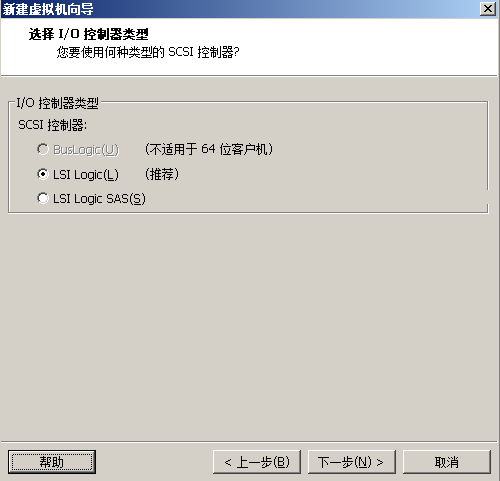 新建虚拟机向导
选择 I/O 控制器类型
您要使用何种类型的 SCSI 控制器?
I/O 控制器类型
SCSI 控制器:
BusLogic(U) (不适用于 64 位客户机)
LSI Logic(L) (推荐)
LSI Logic SAS(S)
帮助 < 上一步(B) 下一步(N) > 取消